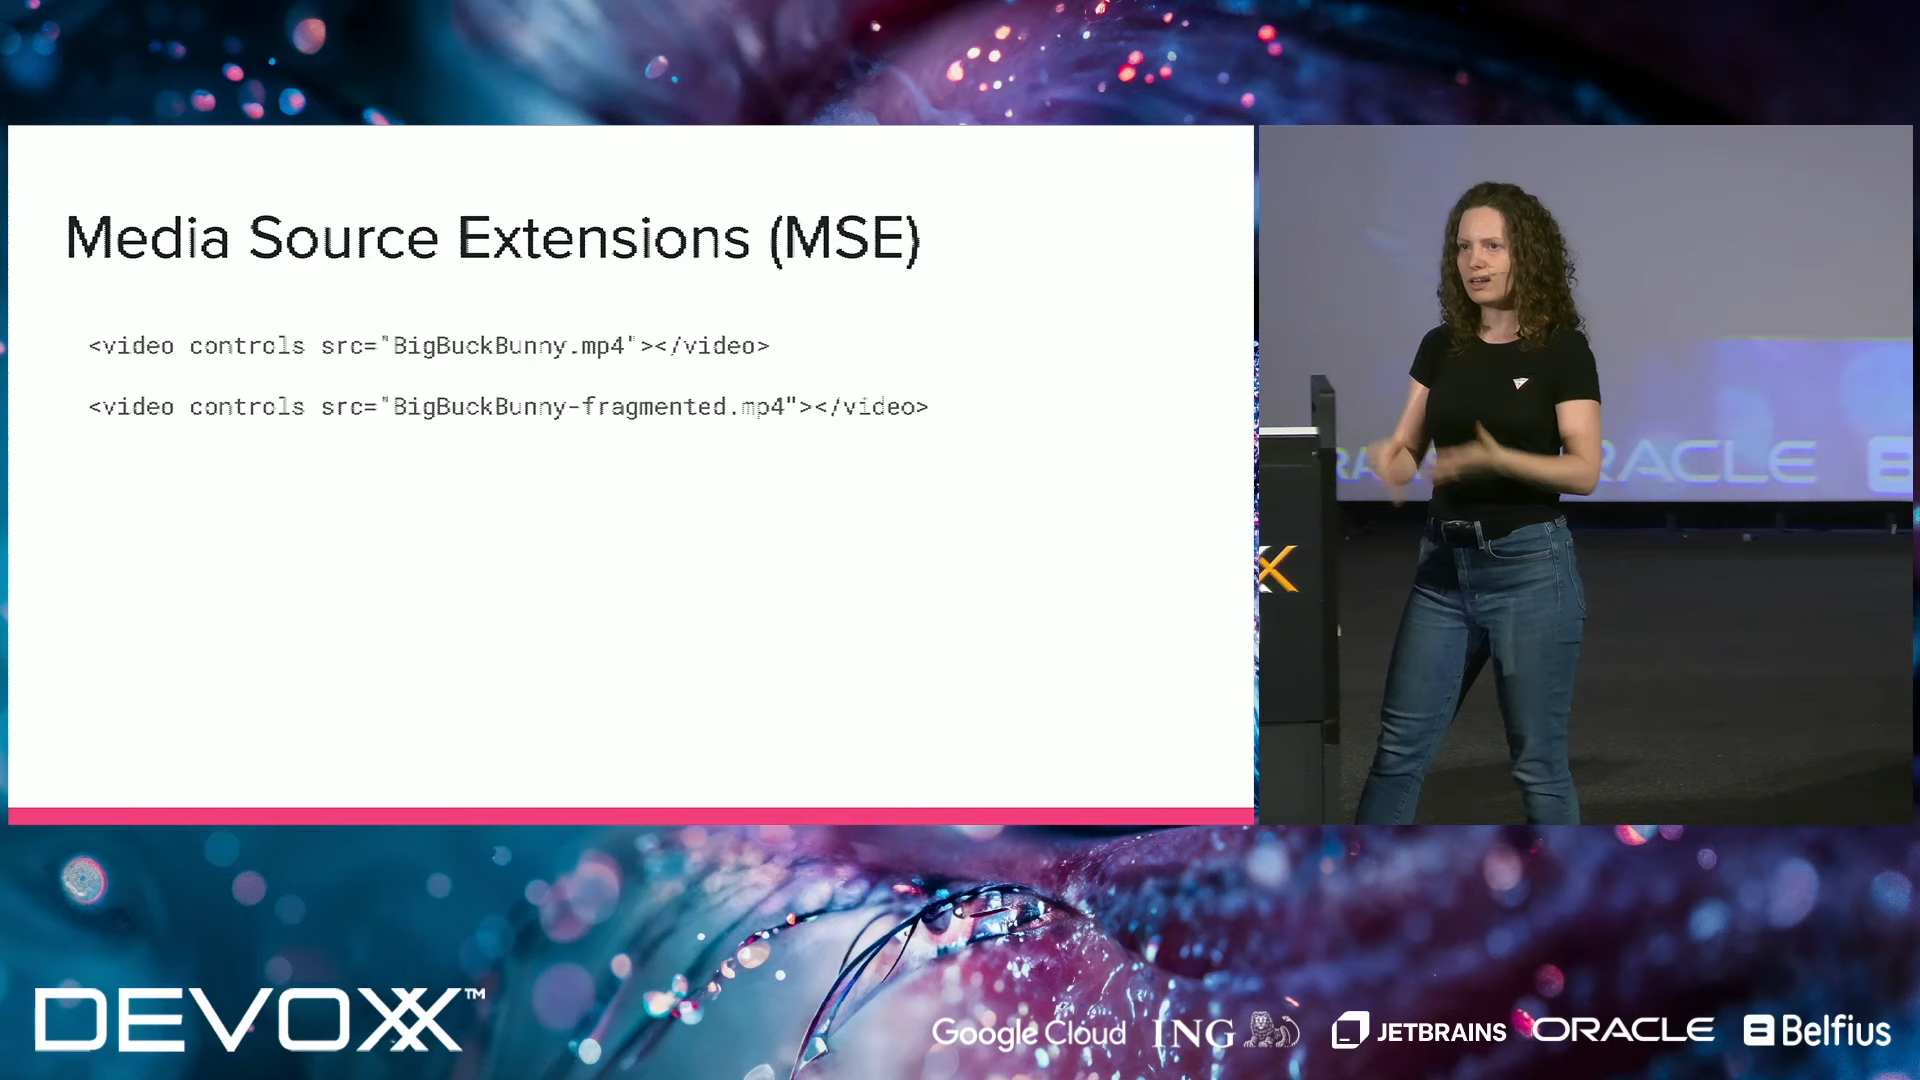 Media Source Extensions (MSE)
<video controls src="BigBuckBunny.mp4"></video>
<video controls src="BigBuckBunny-fragmented.mp4"></video>
ORACLE
X
DEVOXX™
Google Cloud
ING
JETBRAINS
ORACLE
Belfius